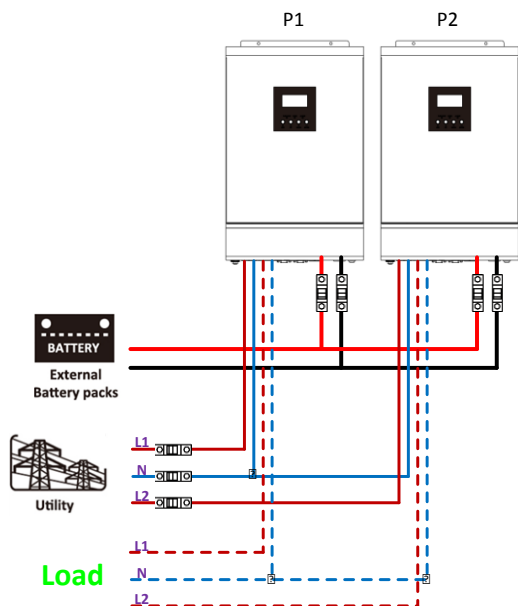 P1 P2
BATTERY
External
Battery packs
L1
N
L2
Utility
L1
Load N
L2